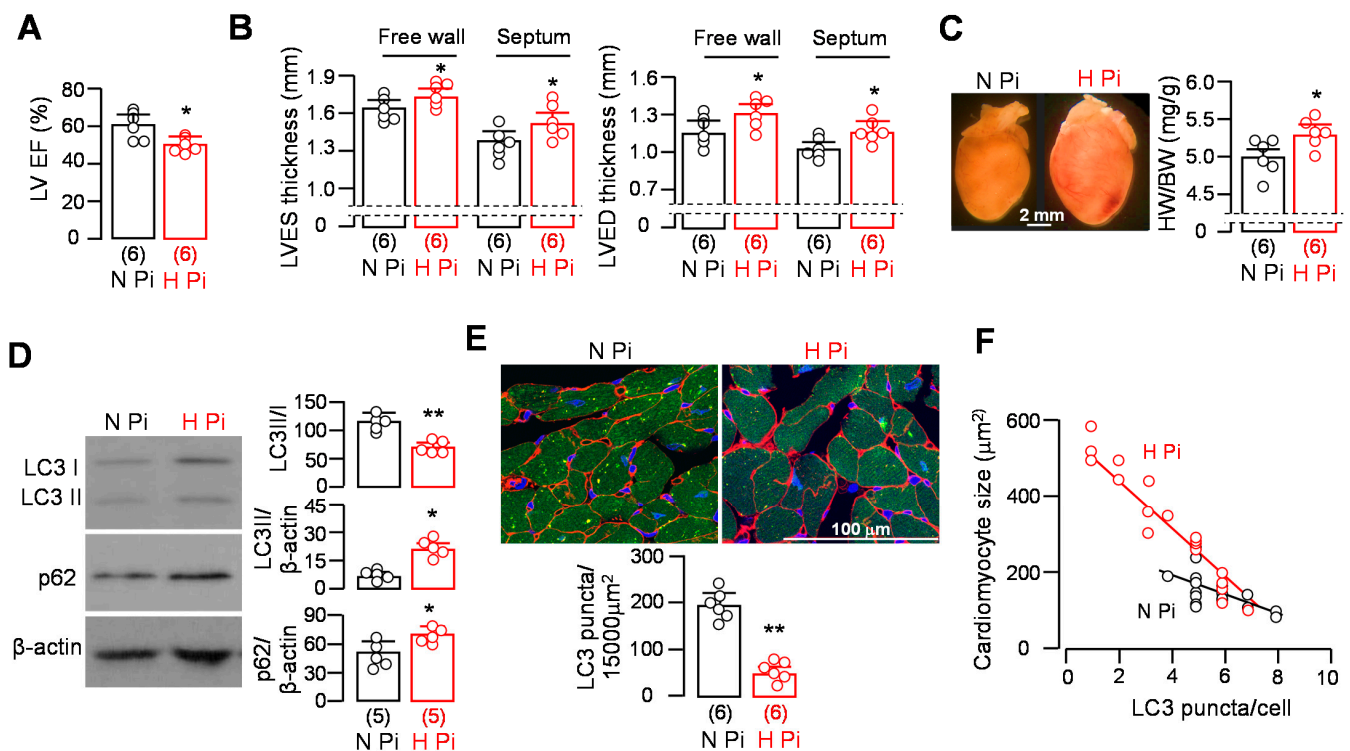 A
LV EF (%)
80
60
40
20
0
*
(6) (6)
N Pi H Pi
B
Free wall Septum
LVES thickness (mm)
1.9
1.6
1.3
1.0
0
* *
(6) (6) (6) (6)
N Pi H Pi N Pi H Pi
Free wall Septum
LVED thickness (mm)
1.6
1.3
1.0
0.7
0
* *
(6) (6) (6) (6)
N Pi H Pi N Pi H Pi
C
N Pi H Pi
2 mm
HW/BW (mg/g)
6.0
5.5
5.0
4.5
0
*
(6) (6)
N Pi H Pi
D
N Pi H Pi
LC3 I
LC3 II
p62
β-actin
LC3II/I
150
100
50
0
**
LC3II/
β-actin
45
30
15
0
*
p62/
β-actin
90
60
30
0
*
(5) (5)
N Pi H Pi
E
N Pi H Pi
100 μm
LC3 puncta/
15000μm²
300
200
100
0
**
(6) (6)
N Pi H Pi
F
Cardiomyocyte size (μm²)
600
400
200
0
H Pi
N Pi
0 2 4 6 8 10
LC3 puncta/cell